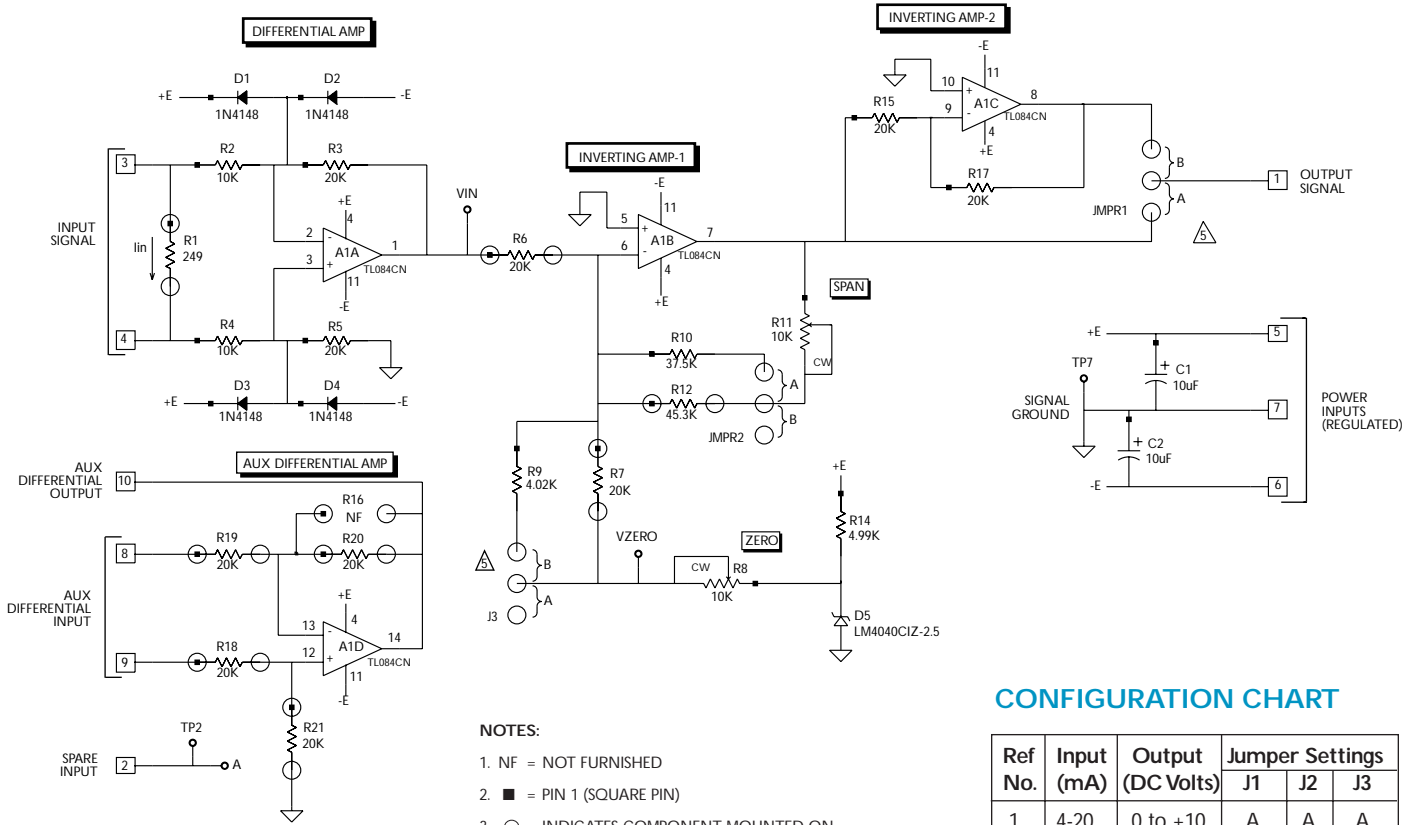 DIFFERENTIAL AMP
D1
D2
+E
-E
1N4148
1N4148
3
R2
10K
R3
20K
INPUT
SIGNAL
Iin
R1
249
+E
4
2
-
3
+
A1A
1
TL084CN
11
-E
4
R4
10K
R5
20K
D3
D4
+E
-E
1N4148
1N4148
VIN
R6
20K
INVERTING AMP-1
-E
11
5
+
6
-
A1B
7
TL084CN
4
+E
INVERTING AMP-2
-E
11
10
+
9
-
A1C
8
TL084CN
4
+E
R15
20K
R17
20K
B
A
JMPR1
5
1
OUTPUT
SIGNAL
SPAN
R11
10K
CW
R10
37.5K
R12
45.3K
A
B
JMPR2
R9
4.02K
R7
20K
5
B
A
J3
VZERO
ZERO
CW
R8
10K
+E
R14
4.99K
D5
LM4040CIZ-2.5
+E
5
TP7
+
C1
10uF
SIGNAL
GROUND
7
+
C2
10uF
-E
6
POWER
INPUTS
(REGULATED)
AUX DIFFERENTIAL AMP
AUX
DIFFERENTIAL
OUTPUT
10
R16
NF
8
R19
20K
R20
20K
AUX
DIFFERENTIAL
INPUT
+E
4
13
-
12
+
A1D
14
TL084CN
11
-E
9
R18
20K
R21
20K
TP2
SPARE
INPUT
2
A
NOTES:
1. NF = NOT FURNISHED
2. ■ = PIN 1 (SQUARE PIN)
CONFIGURATION CHART
Ref No. Input (mA) Output (DC Volts) Jumper Settings
J1 J2 J3
1 4-20 0 to +10 A A A